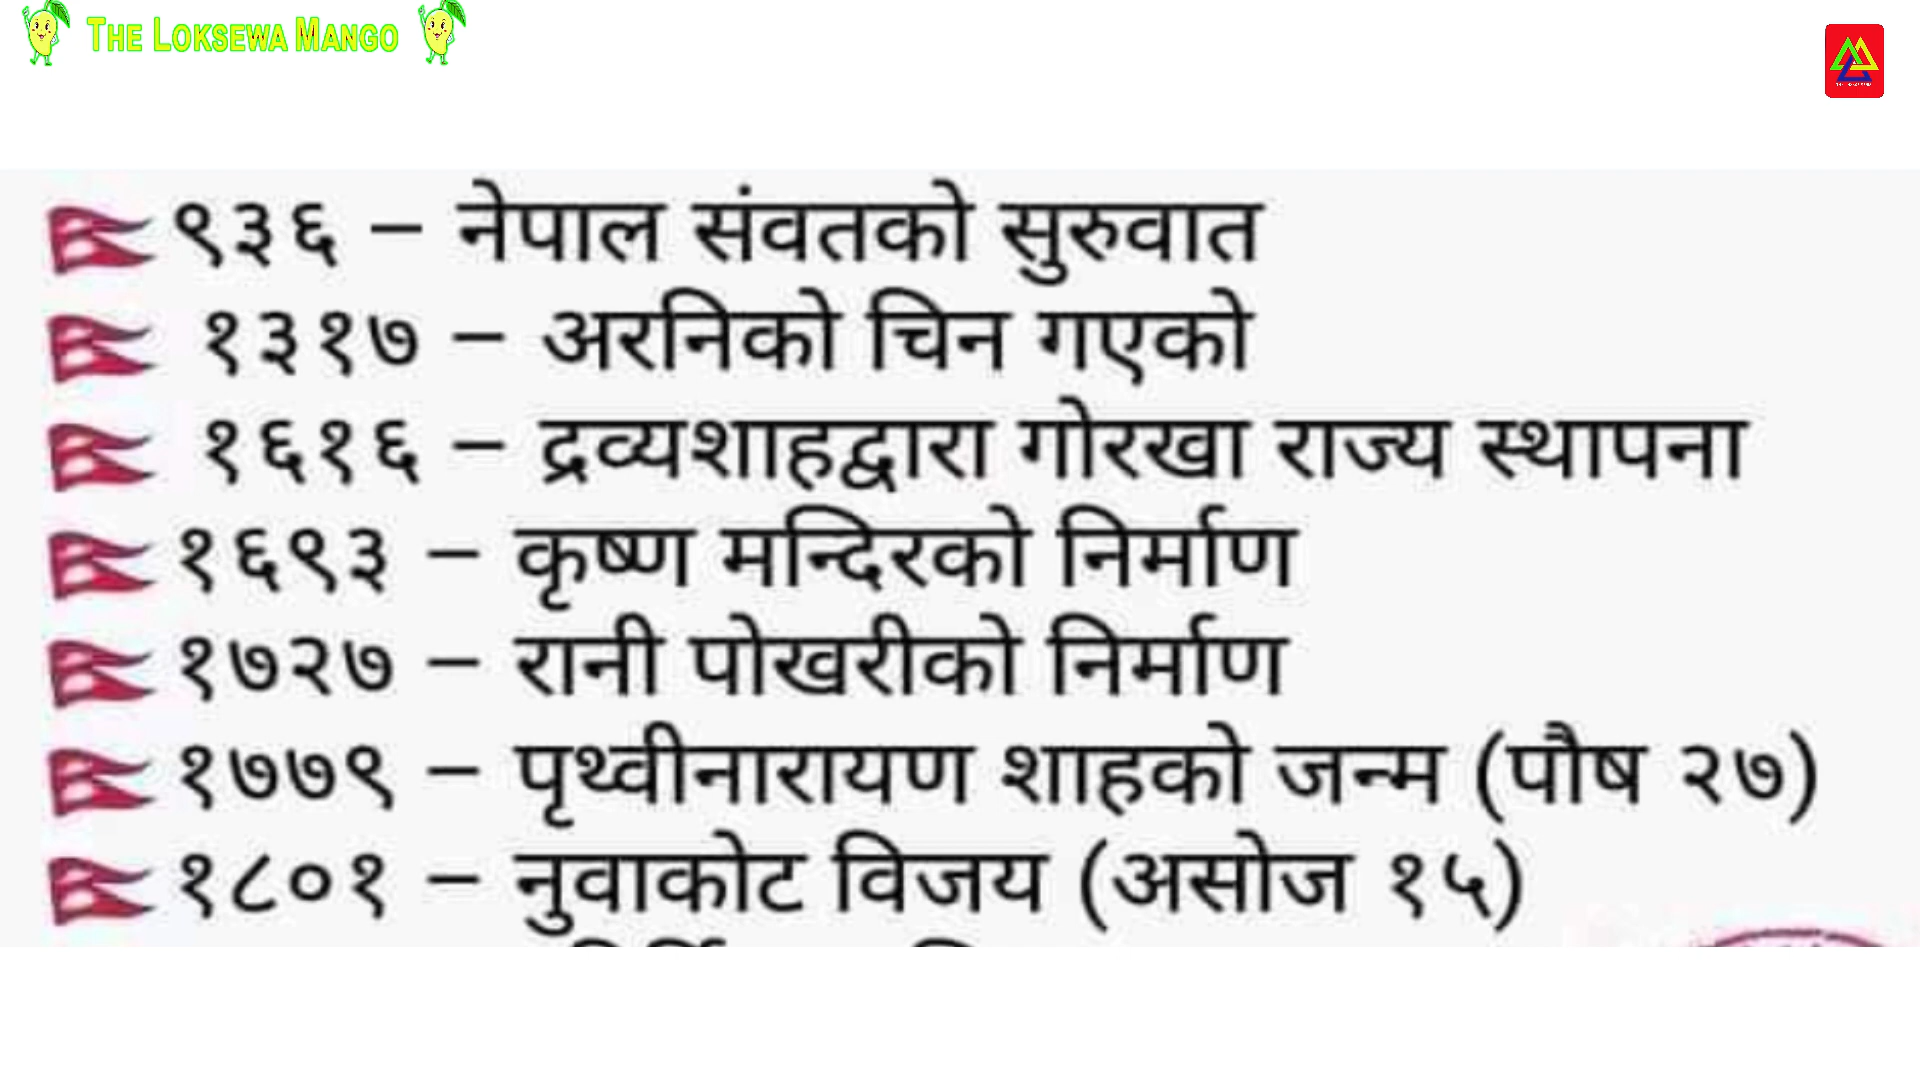 THE LOKSEWA MANGO
९३६ – नेपाल संवतको सुरुवात
१३१७ – अरनिको चिन गएको
१६१६ – द्रव्यशाहद्वारा गोरखा राज्य स्थापना
१६९३ – कृष्ण मन्दिरको निर्माण
१७२७ – रानी पोखरीको निर्माण
१७७९ – पृथ्वीनारायण शाहको जन्म (पौष २७)
१८०१ – नुवाकोट विजय (असोज १५)